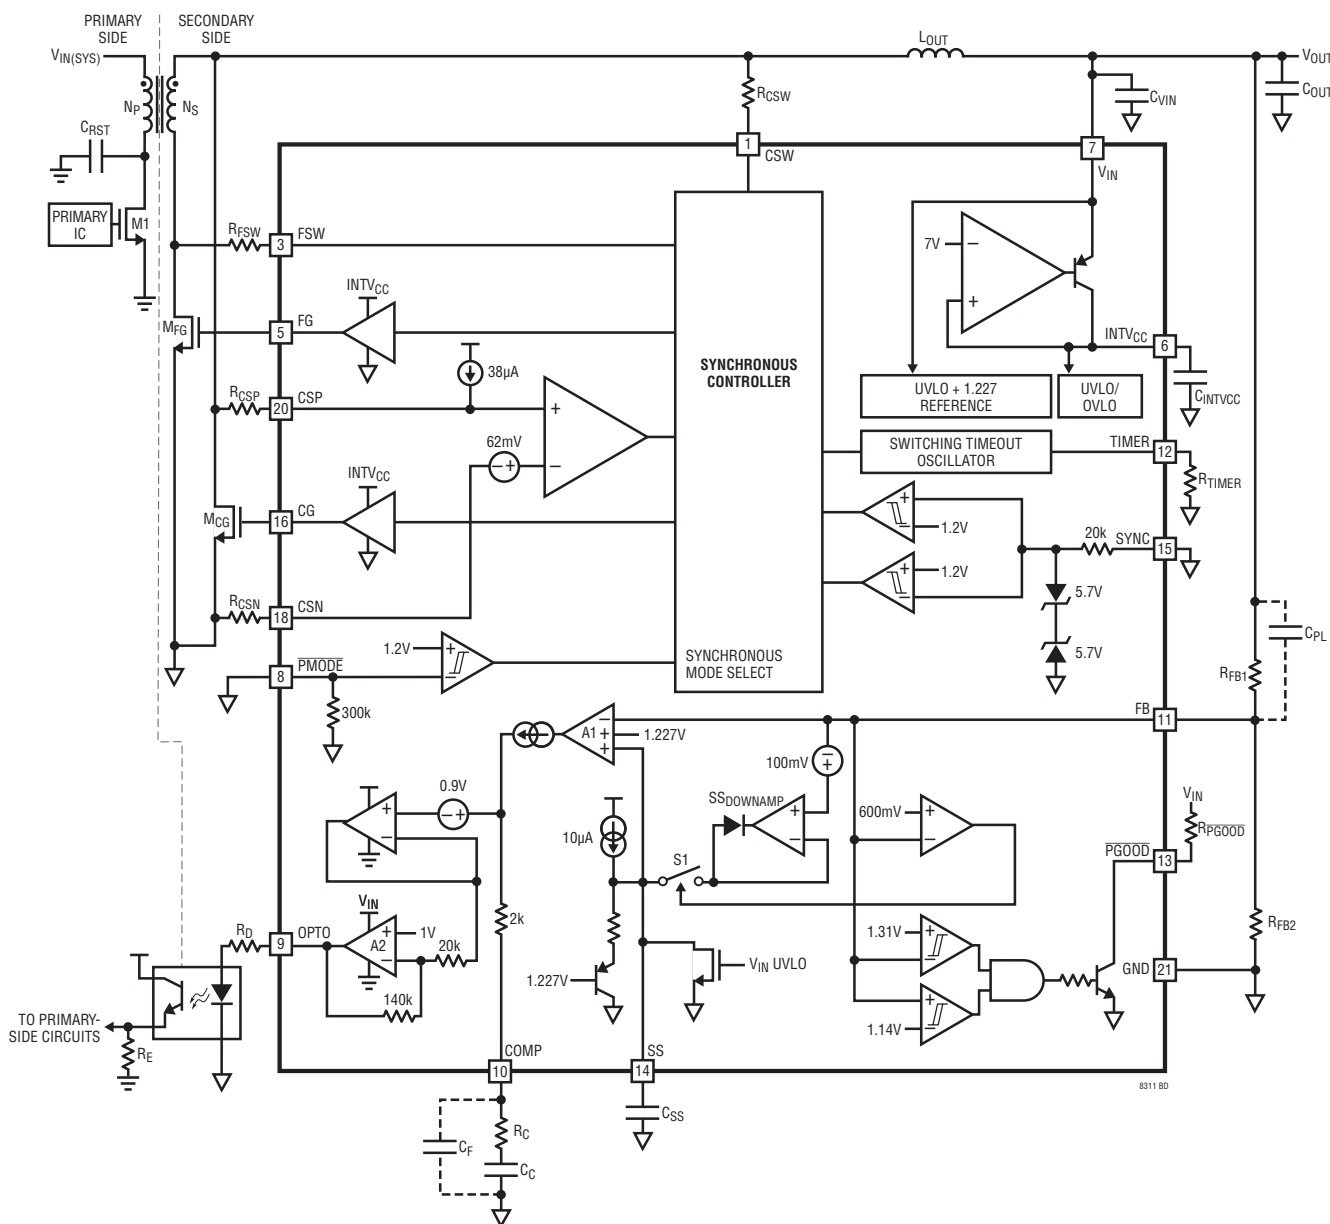 PRIMARY
SIDE
SECONDARY
SIDE
VIN(SYS)
LOUT
VOUT
NP
NS
RCSW
CVIN
COUT
CRST
1
CSW
7
VIN
PRIMARY
IC
M1
RFSW
3
FSW
7V
−
+
INTVCC
MFG
5
FG
INTVCC
6
38µA
SYNCHRONOUS
CONTROLLER
UVLO + 1.227
REFERENCE
UVLO/
OVLO
CINTVCC
RCSP
20
CSP
+
62mV
− +
−
SWITCHING TIMEOUT
OSCILLATOR
TIMER
12
RTIMER
INTVCC
MCG
16
CG
+
−
1.2V
20k
SYNC
15
+
−
1.2V
5.7V
5.7V
RCSN
18
CSN
1.2V
+
−
SYNCHRONOUS
MODE SELECT
CPL
8
PMODE
300k
RFB1
FB
11
A1
−
+
+
1.227V
100mV
−
+
0.9V
− +
+
−
SSDOWNAMP
+
−
600mV
+
−
VIN
RPGOOD
10µA
S1
PGOOD
13
VIN
2k
RD
9
OPTO
A2
+
−
1V
20k
140k
1.31V
+
−
RFB2
1.227V
VIN UVLO
GND
21
+
−
1.14V
TO PRIMARY-
SIDE CIRCUITS
RE
COMP
10
SS
14
8311 BD
CSS
CF
RC
CC